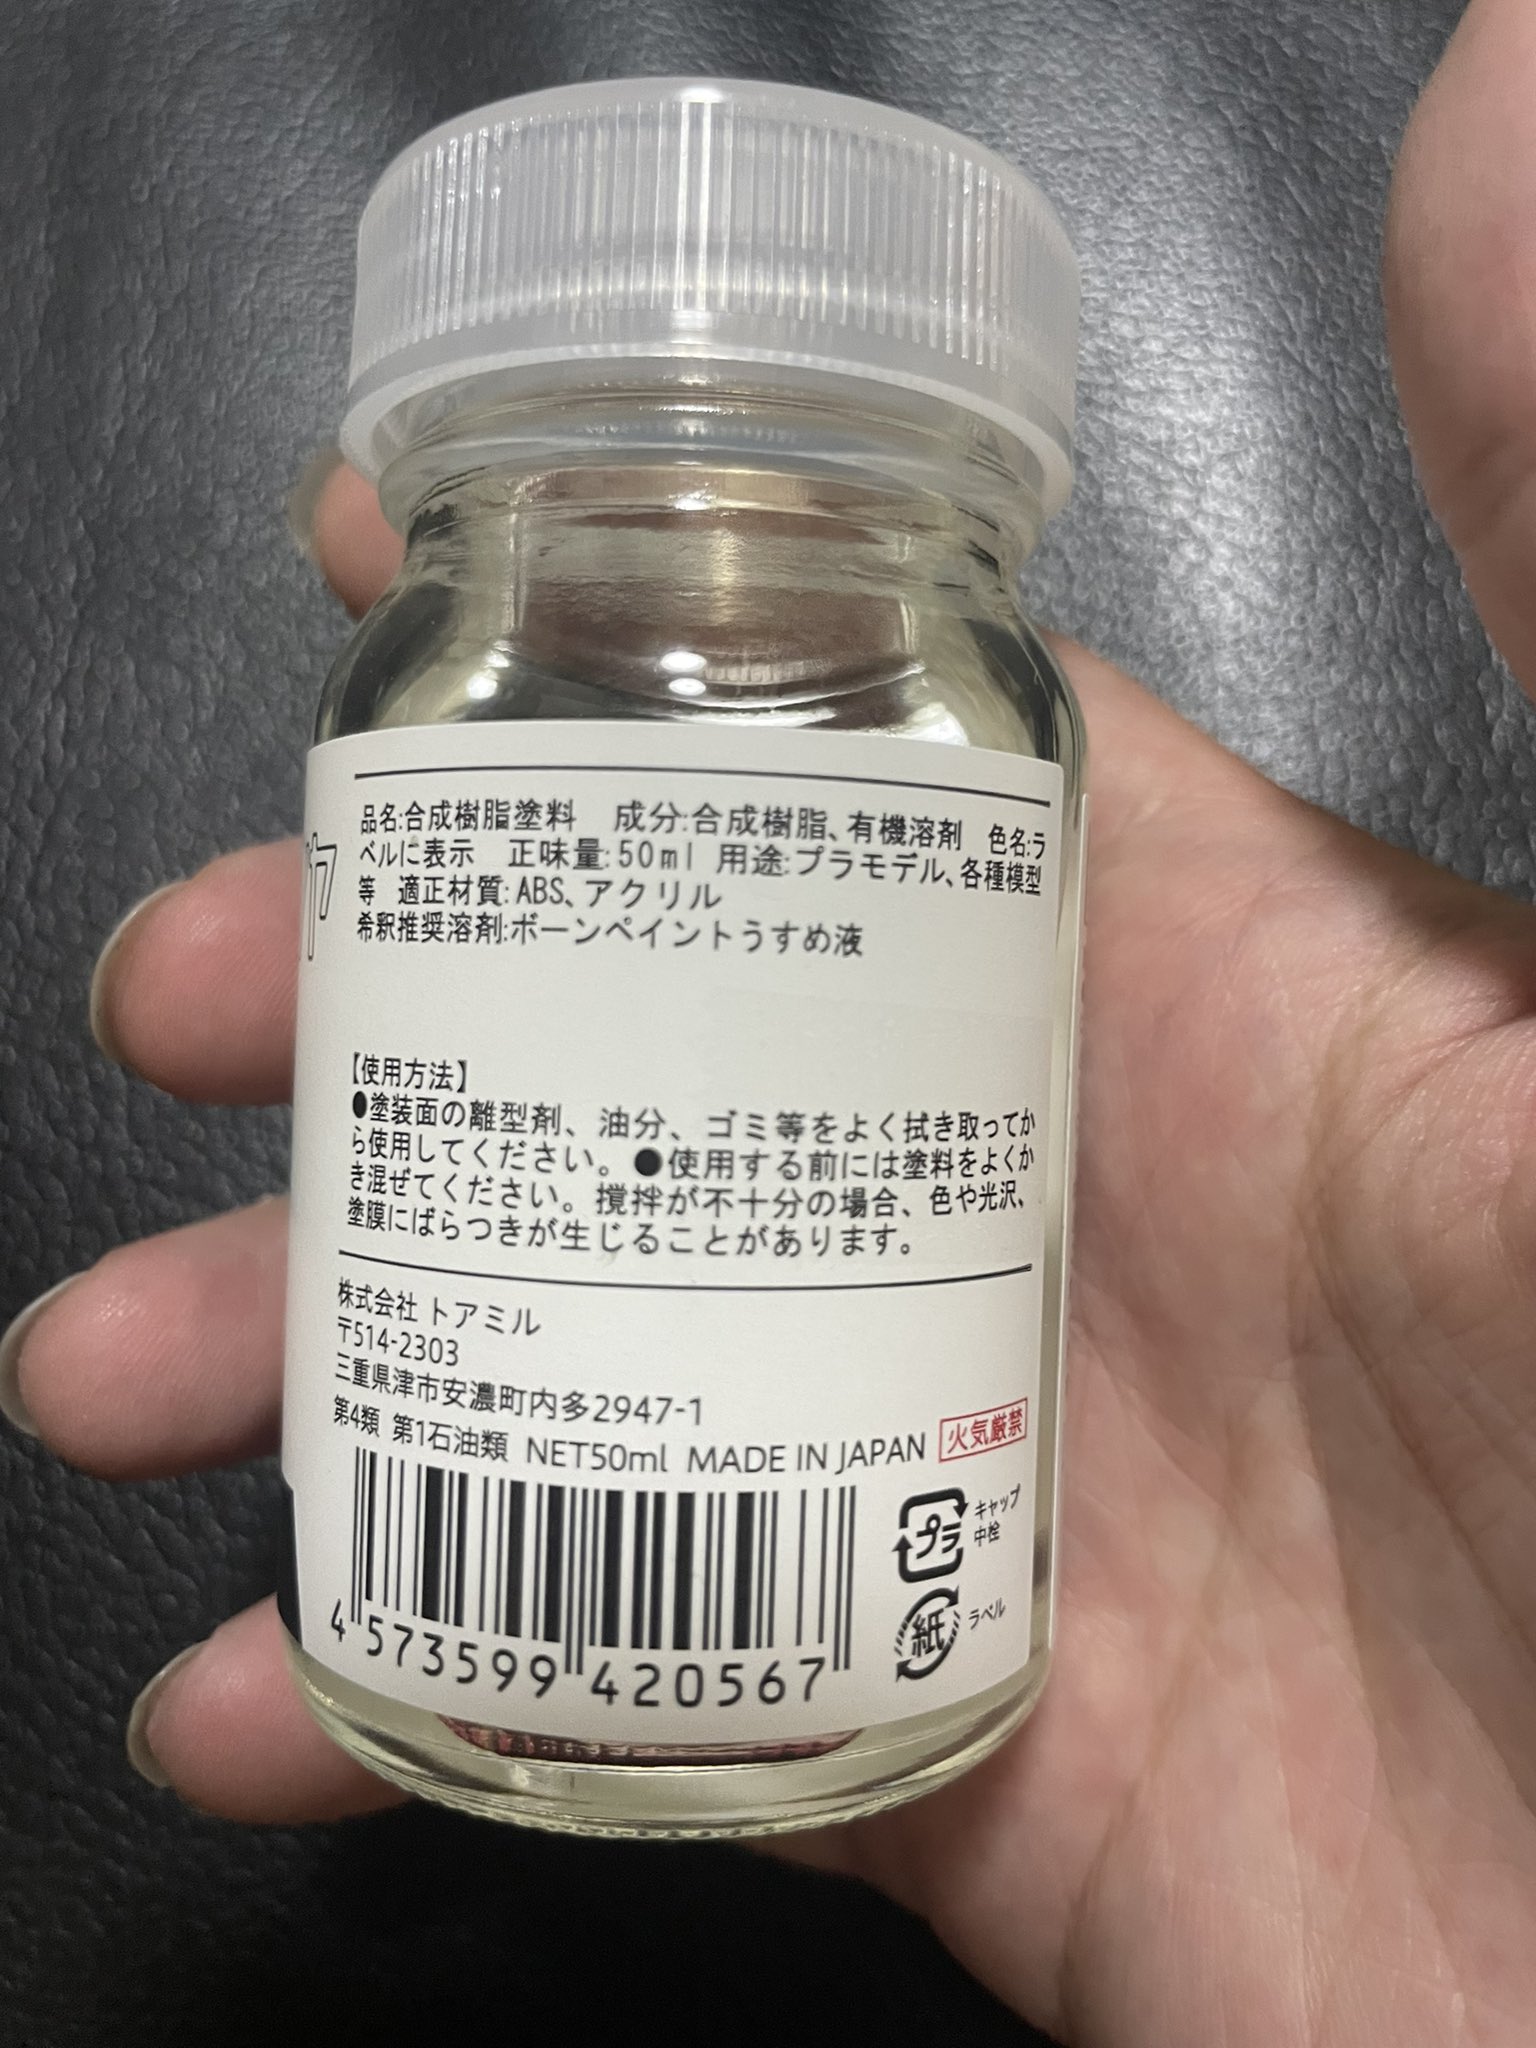 品名:合成樹脂塗料　成分:合成樹脂、有機溶剤　色名:ラ
ベルに表示　正味量:50ml 用途:プラモデル、各種模型
等　適正材質:ABS、アクリル
希釈推奨溶剤:ボーンペイントうすめ液
【使用方法】
●塗装面の離型剤、油分、ゴミ等をよく拭き取ってか
ら使用してください。●使用する前には塗料をよくか
き混ぜてください。撹拌が不十分の場合、色や光沢、
塗膜にばらつきが生じることがあります。
株式会社 トアミル
〒514-2303
三重県津市安濃町内多2947-1
第4類 第1石油類 NET50ml MADE IN JAPAN 火気厳禁
プラ キャップ
中栓
紙 ラベル
4 573599 420567